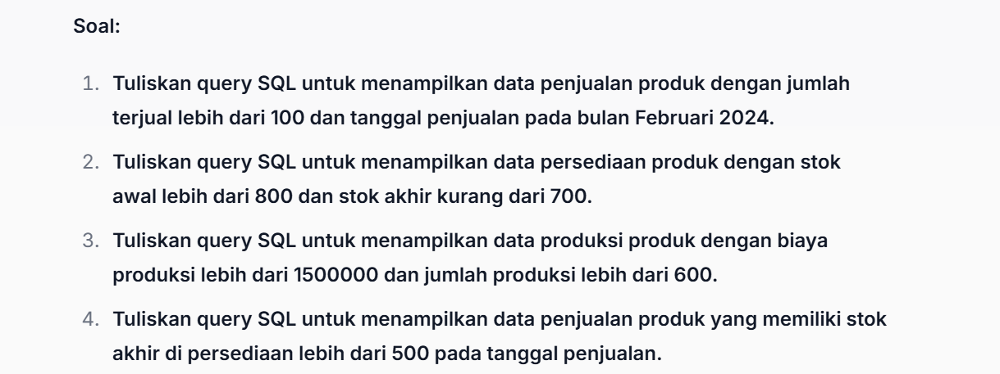 Soal:
1. Tuliskan query SQL untuk menampilkan data penjualan produk dengan jumlah
terjual lebih dari 100 dan tanggal penjualan pada bulan Februari 2024.
2. Tuliskan query SQL untuk menampilkan data persediaan produk dengan stok
awal lebih dari 800 dan stok akhir kurang dari 700.
3. Tuliskan query SQL untuk menampilkan data produksi produk dengan biaya
produksi lebih dari 1500000 dan jumlah produksi lebih dari 600.
4. Tuliskan query SQL untuk menampilkan data penjualan produk yang memiliki stok
akhir di persediaan lebih dari 500 pada tanggal penjualan.